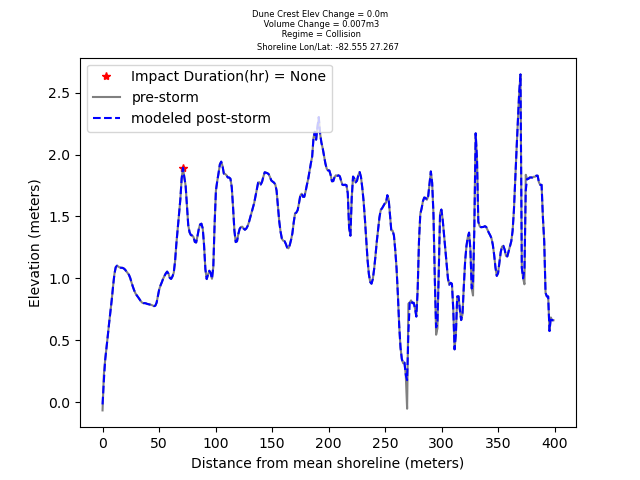 Dune Crest Elev Change = 0.0m
Volume Change = 0.007m3
Regime = Collision
Shoreline Lon/Lat: -82.555 27.267
Impact Duration(hr) = None
pre-storm
modeled post-storm
Elevation (meters)
2.5
2.0
1.5
1.0
0.5
0.0
0 50 100 150 200 250 300 350 400
Distance from mean shoreline (meters)